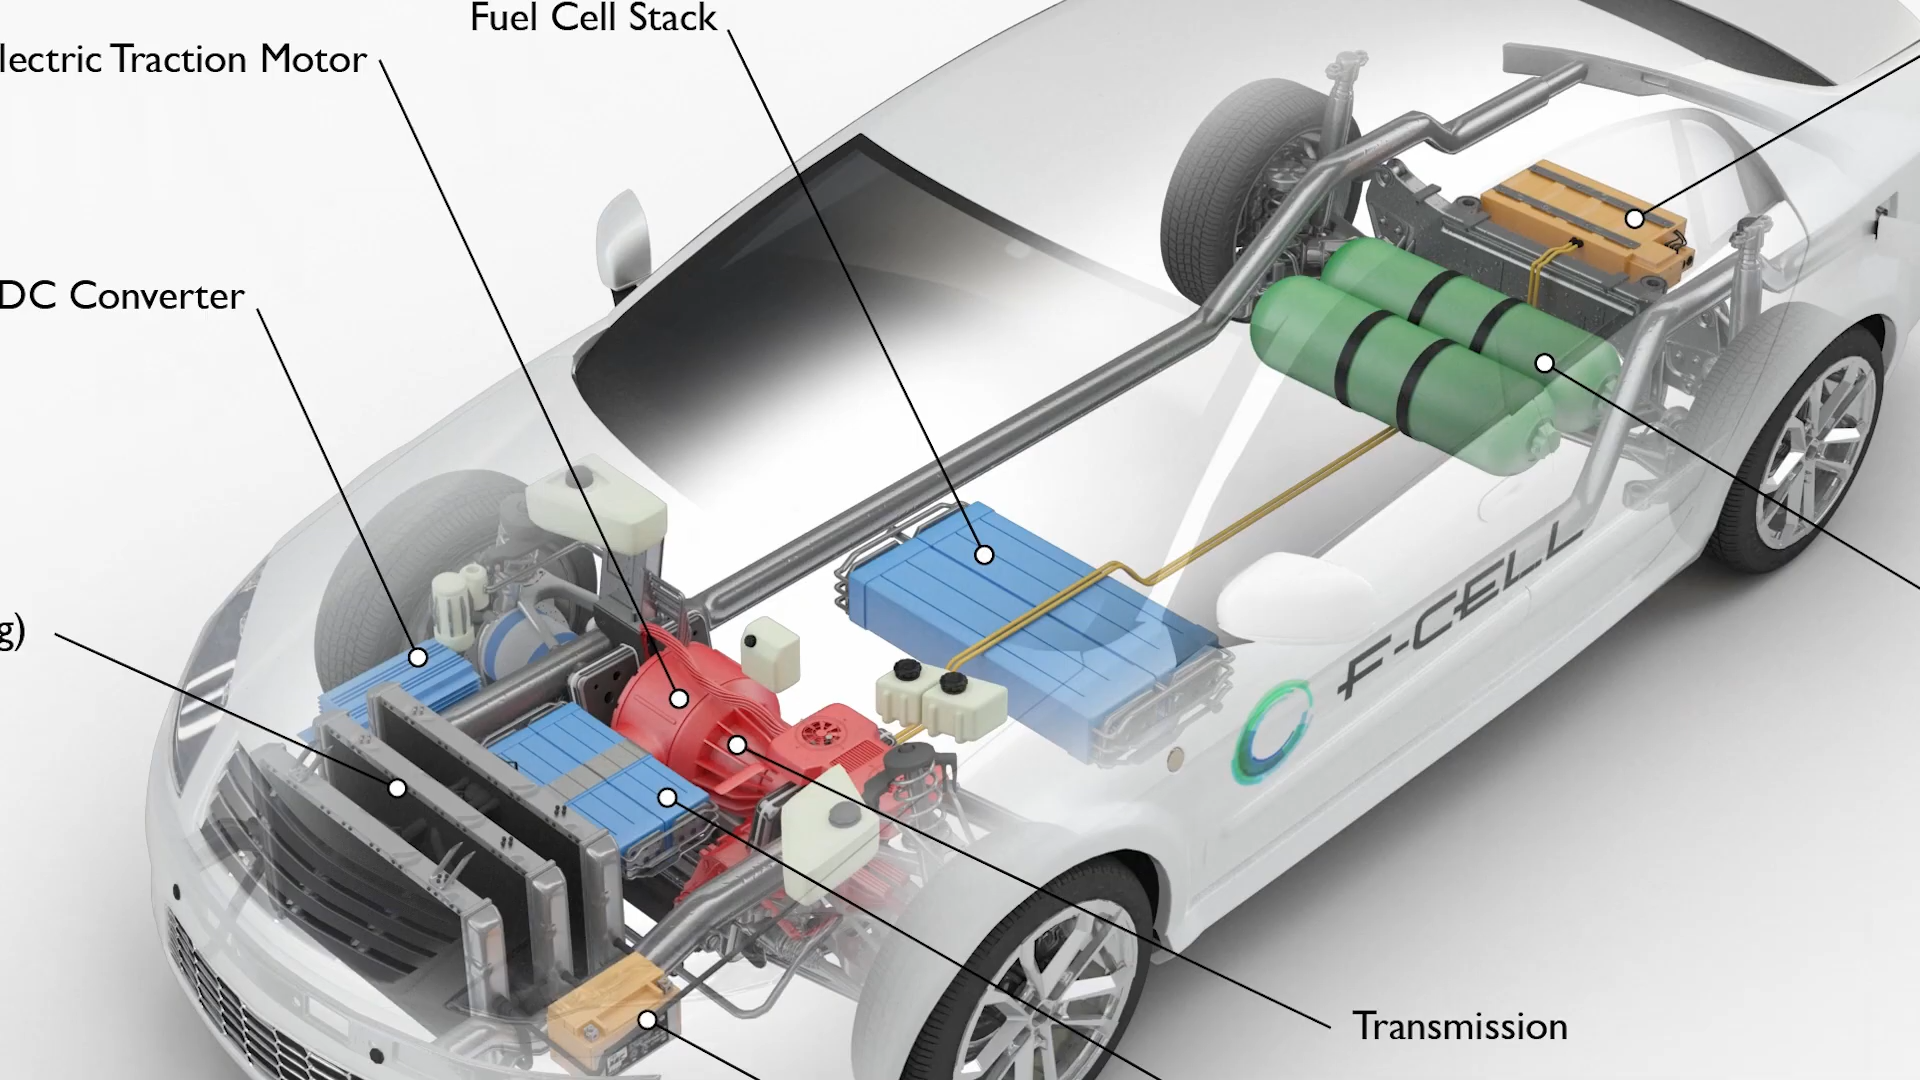 Fuel Cell Stack
lectric Traction Motor
DC Converter
g)
F-CELL
Transmission